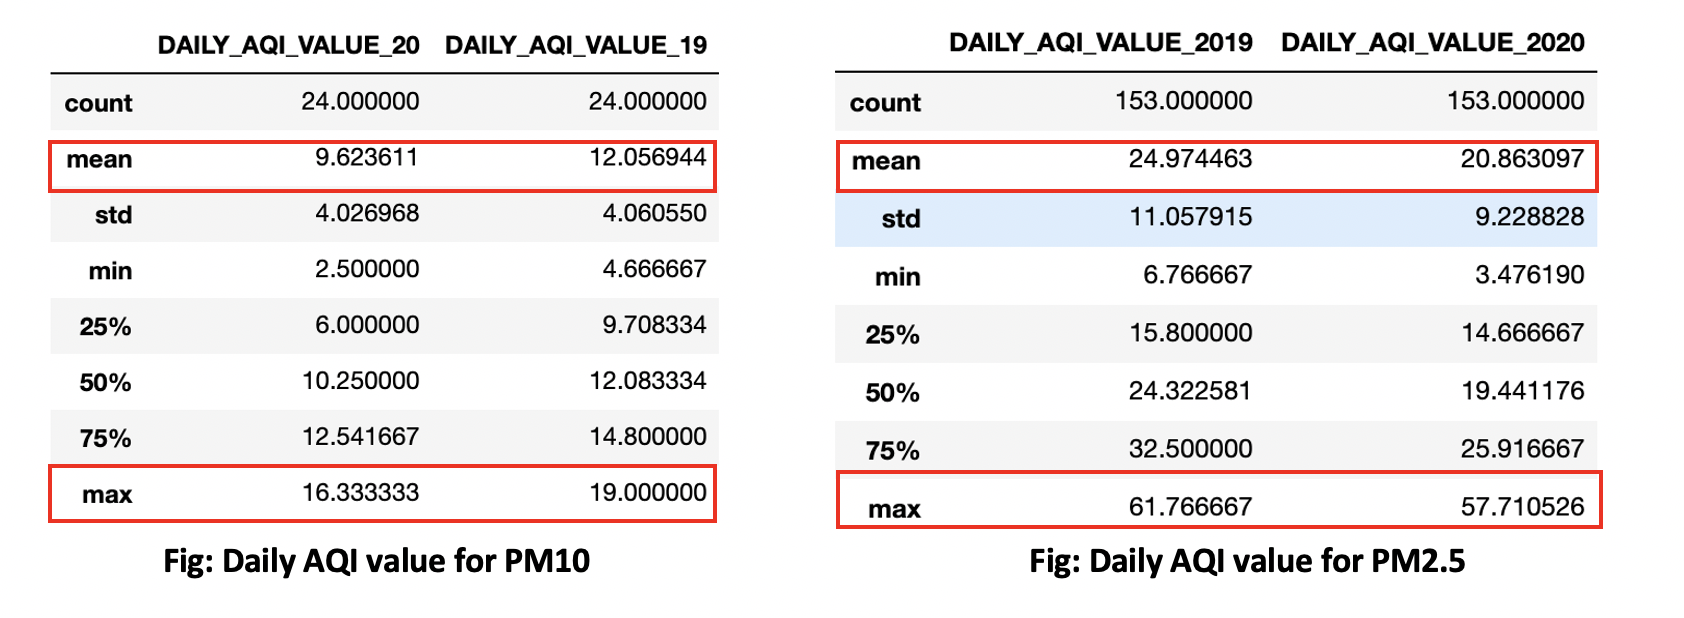 DAILY_AQI_VALUE_20 DAILY_AQI_VALUE_19
count 24.000000 24.000000
mean 9.623611 12.056944
std 4.026968 4.060550
min 2.500000 4.666667
25% 6.000000 9.708334
50% 10.250000 12.083334
75% 12.541667 14.800000
max 16.333333 19.000000
Fig: Daily AQI value for PM10
DAILY_AQI_VALUE_2019 DAILY_AQI_VALUE_2020
count 153.000000 153.000000
mean 24.974463 20.863097
std 11.057915 9.228828
min 6.766667 3.476190
25% 15.800000 14.666667
50% 24.322581 19.441176
75% 32.500000 25.916667
max 61.766667 57.710526
Fig: Daily AQI value for PM2.5